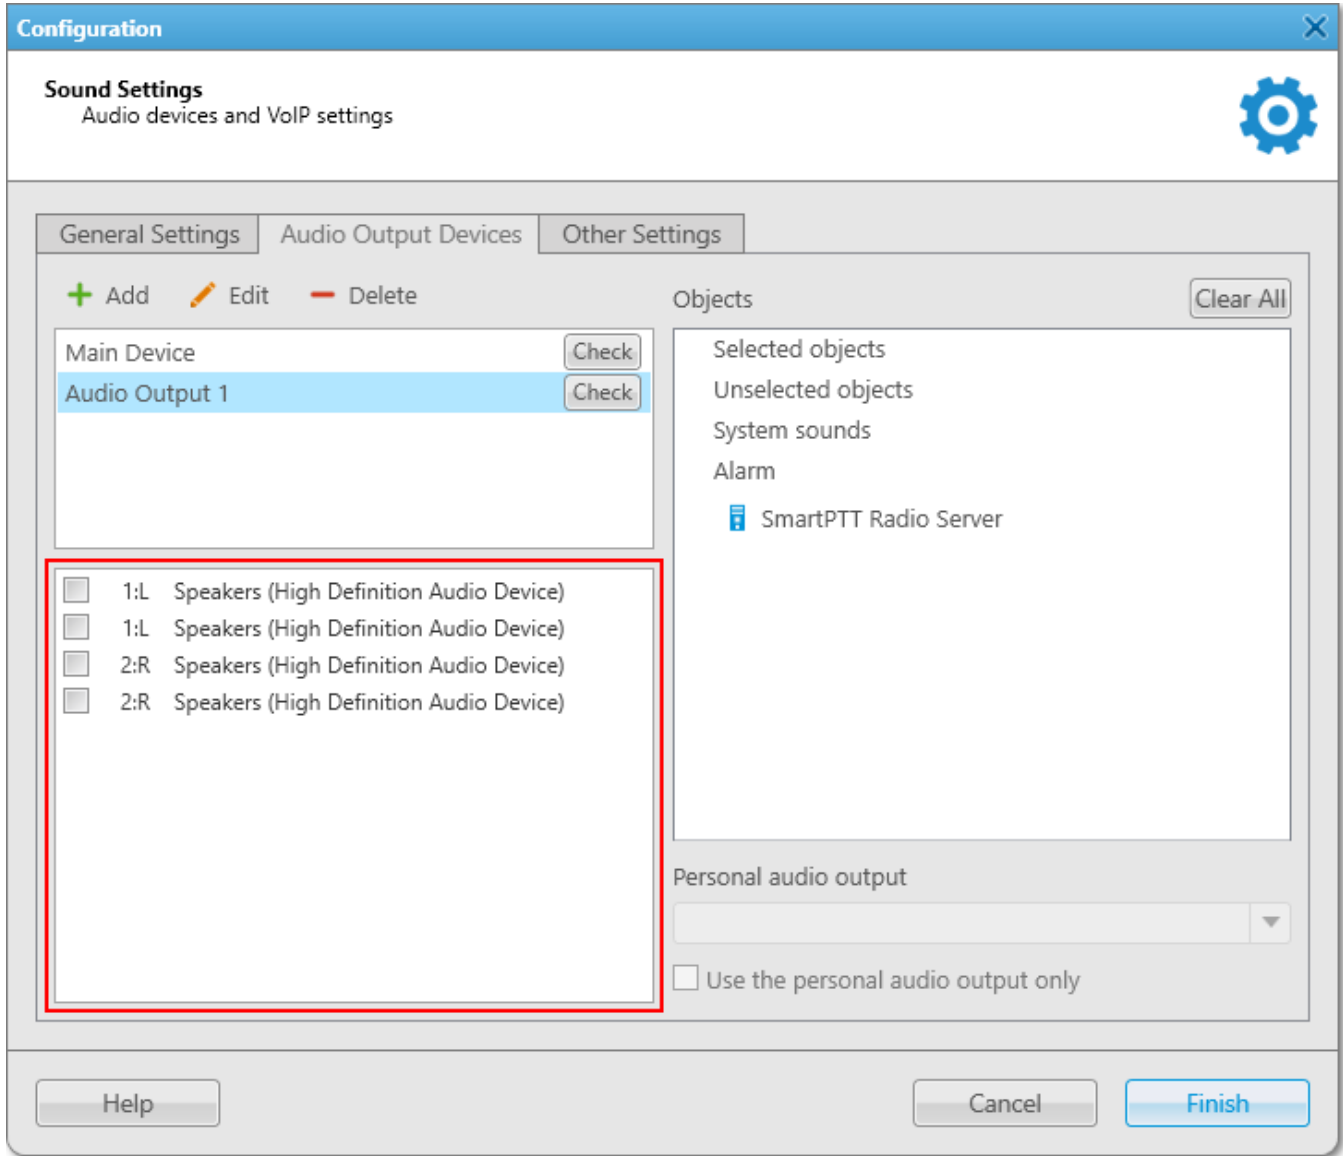 Configuration
Sound Settings
Audio devices and VoIP settings
General Settings
Audio Output Devices
Other Settings
Add
Edit
Delete
Main Device
Check
Audio Output 1
Check
1:L Speakers (High Definition Audio Device)
1:L Speakers (High Definition Audio Device)
2:R Speakers (High Definition Audio Device)
2:R Speakers (High Definition Audio Device)
Objects
Clear All
Selected objects
Unselected objects
System sounds
Alarm
SmartPTT Radio Server
Personal audio output
Use the personal audio output only
Help
Cancel
Finish